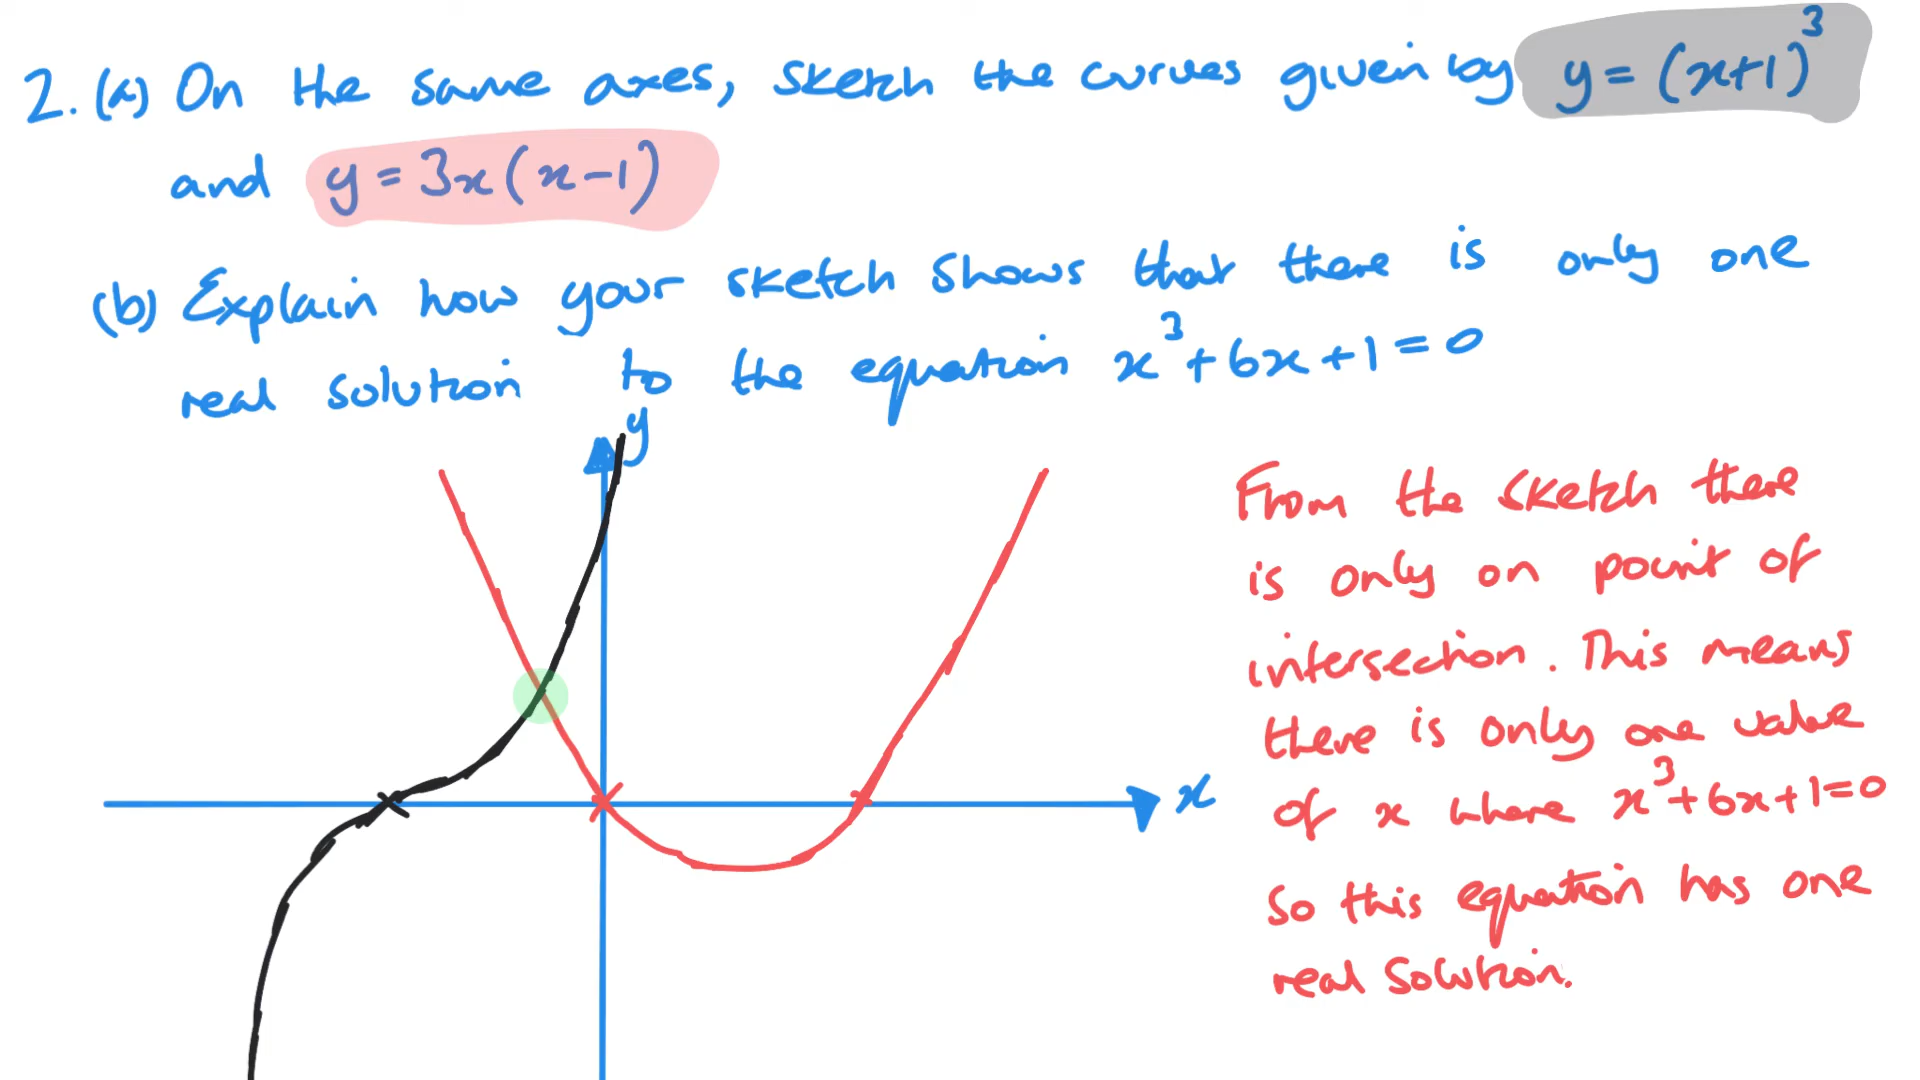 2. (a) On the same axes, sketch the curves given by y = (x+1)³
and y = 3x(x-1)
(b) Explain how your sketch shows that there is only one
real solution to the equation x³+6x+1=0
y
x
From the sketch there
is only on point of
intersection. This means
there is only one value
of x where x³+6x+1=0
So this equation has one
real solution.